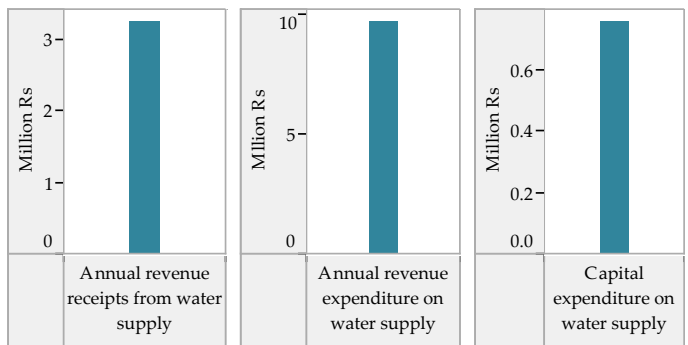 Million Rs
3
2
1
0
Annual revenue
receipts from water
supply
Mllion Rs
10
5
0
Annual revenue
expenditure on
water supply
Million Rs
0.6
0.4
0.2
0.0
Capital
expenditure on
water supply